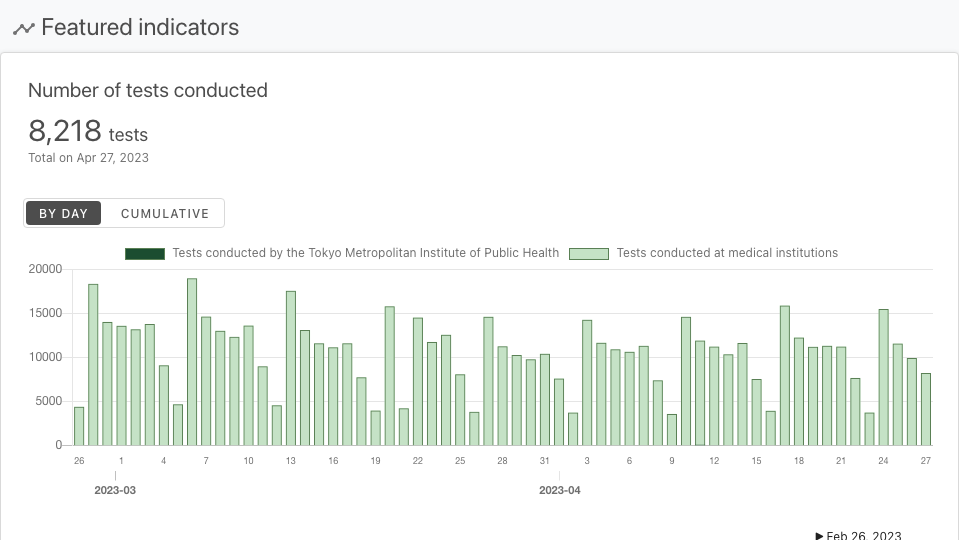 Featured indicators
Number of tests conducted
8,218 tests
Total on Apr 27, 2023
BY DAY CUMULATIVE
Tests conducted by the Tokyo Metropolitan Institute of Public Health Tests conducted at medical institutions
20000
15000
10000
5000
0
26 1 4 7 10 13 16 19 22 25 28 31 3 6 9 12 15 18 21 24 27
2023-03 2023-04
Feb 26, 2023